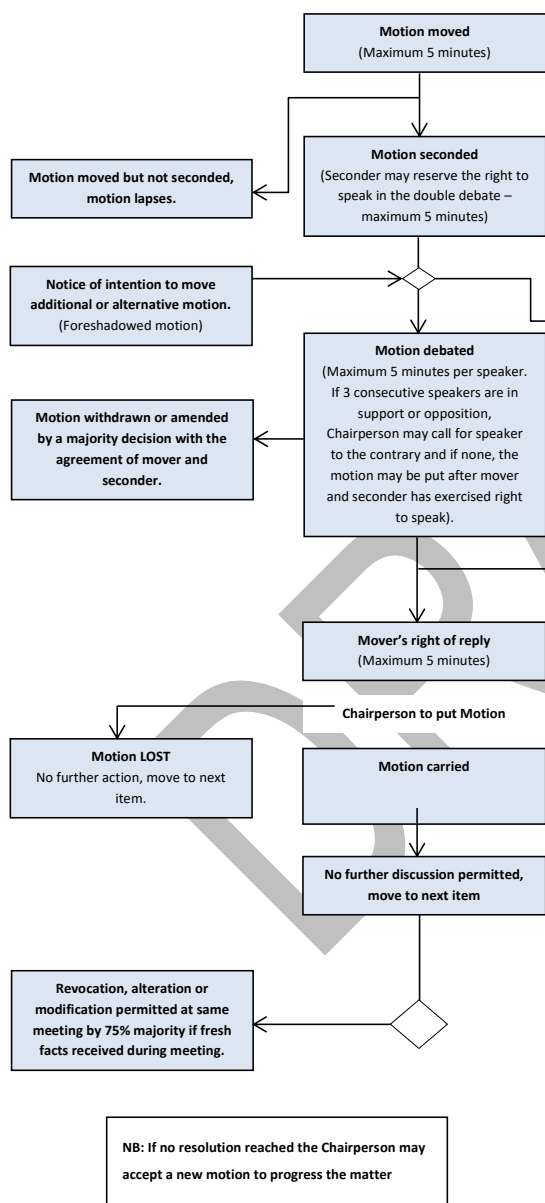 Motion moved
(Maximum 5 minutes)
Motion seconded
(Seconder may reserve the right to
speak in the double debate –
maximum 5 minutes)
Motion moved but not seconded,
motion lapses.
Notice of intention to move
additional or alternative motion.
(Foreshadowed motion)
Motion debated
(Maximum 5 minutes per speaker.
If 3 consecutive speakers are in
support or opposition,
Chairperson may call for speaker
to the contrary and if none, the
motion may be put after mover
and seconder has exercised right
to speak).
Motion withdrawn or amended
by a majority decision with the
agreement of mover and
seconder.
Mover’s right of reply
(Maximum 5 minutes)
Chairperson to put Motion
Motion LOST
No further action, move to next
item.
Motion carried
No further discussion permitted,
move to next item
Revocation, alteration or
modification permitted at same
meeting by 75% majority if fresh
facts received during meeting.
NB: If no resolution reached the Chairperson may
accept a new motion to progress the matter